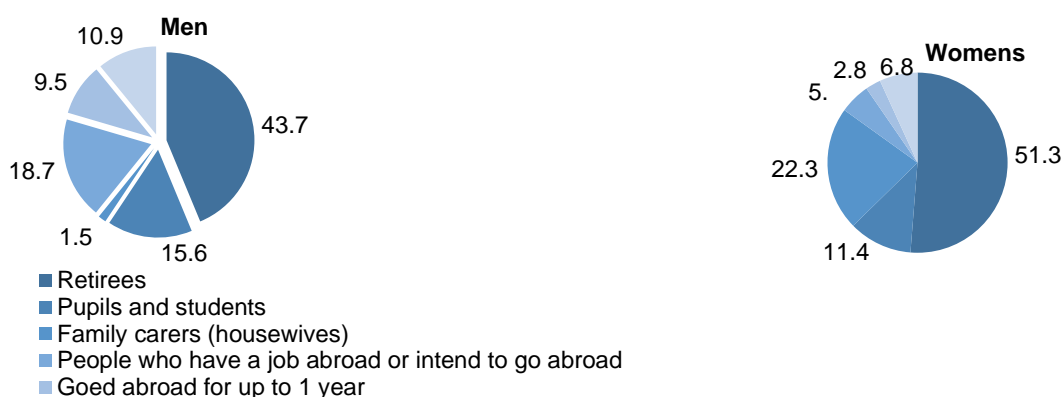 Men
10.9
9.5
43.7
18.7
1.5
15.6
Womens
2.8
6.8
5.
51.3
22.3
11.4
Retirees
Pupils and students
Family carers (housewives)
People who have a job abroad or intend to go abroad
Goed abroad for up to 1 year